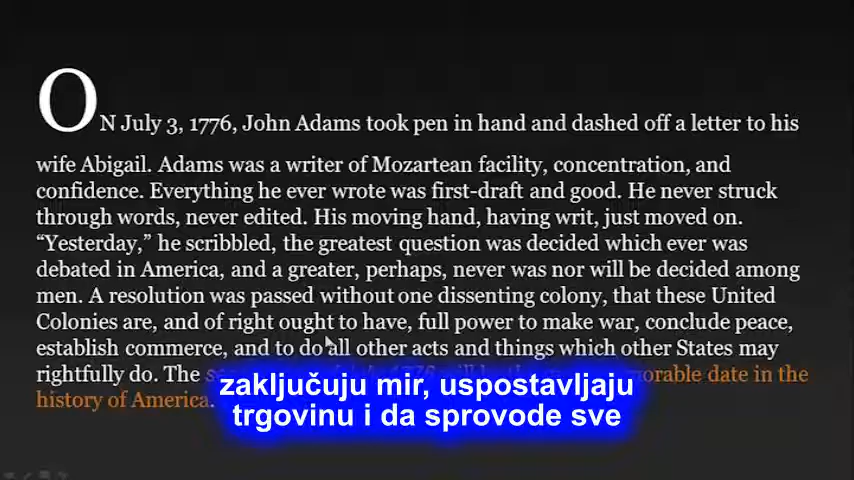 ON July 3, 1776, John Adams took pen in hand and dashed off a letter to his
wife Abigail. Adams was a writer of Mozartean facility, concentration, and
confidence. Everything he ever wrote was first-draft and good. He never struck
through words, never edited. His moving hand, having writ, just moved on.
“Yesterday,” he scribbled, the greatest question was decided which ever was
debated in America, and a greater, perhaps, never was nor will be decided among
men. A resolution was passed without one dissenting colony, that these United
Colonies are, and of right ought to have, full power to make war, conclude peace,
establish commerce, and to do all other acts and things which other States may
rightfully do. The date in the
history of America.
zaključuju mir, uspostavljaju
trgovinu i da sprovode sve